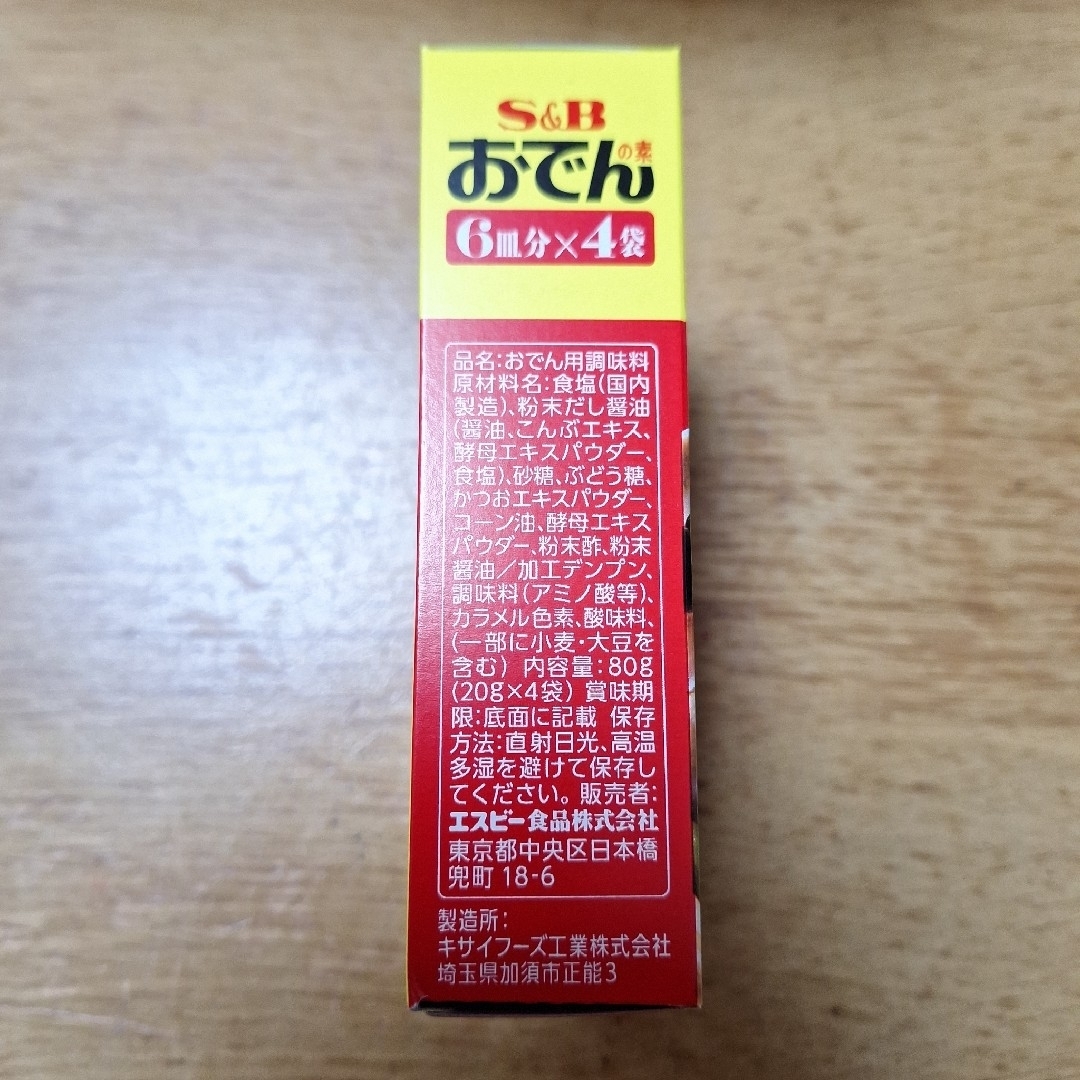 S&B
おでんの素
6皿分×4袋
品名:おでん用調味料
原材料名:食塩(国内
製造)、粉末だし醤油
(醤油、こんぶエキス、
酵母エキスパウダー、
食塩)、砂糖、ぶどう糖、
かつおエキスパウダー、
コーン油、酵母エキス
パウダー、粉末酢、粉末
醤油/加工デンプン、
調味料(アミノ酸等)、
カラメル色素、酸味料、
(一部に小麦・大豆を
含む) 内容量:80g
(20g×4袋) 賞味期
限:底面に記載 保存
方法:直射日光、高温
多湿を避けて保存し
てください。販売者:
エスビー食品株式会社
東京都中央区日本橋
兜町 18-6
製造所:
キサイフーズ工業株式会社
埼玉県加須市正能3